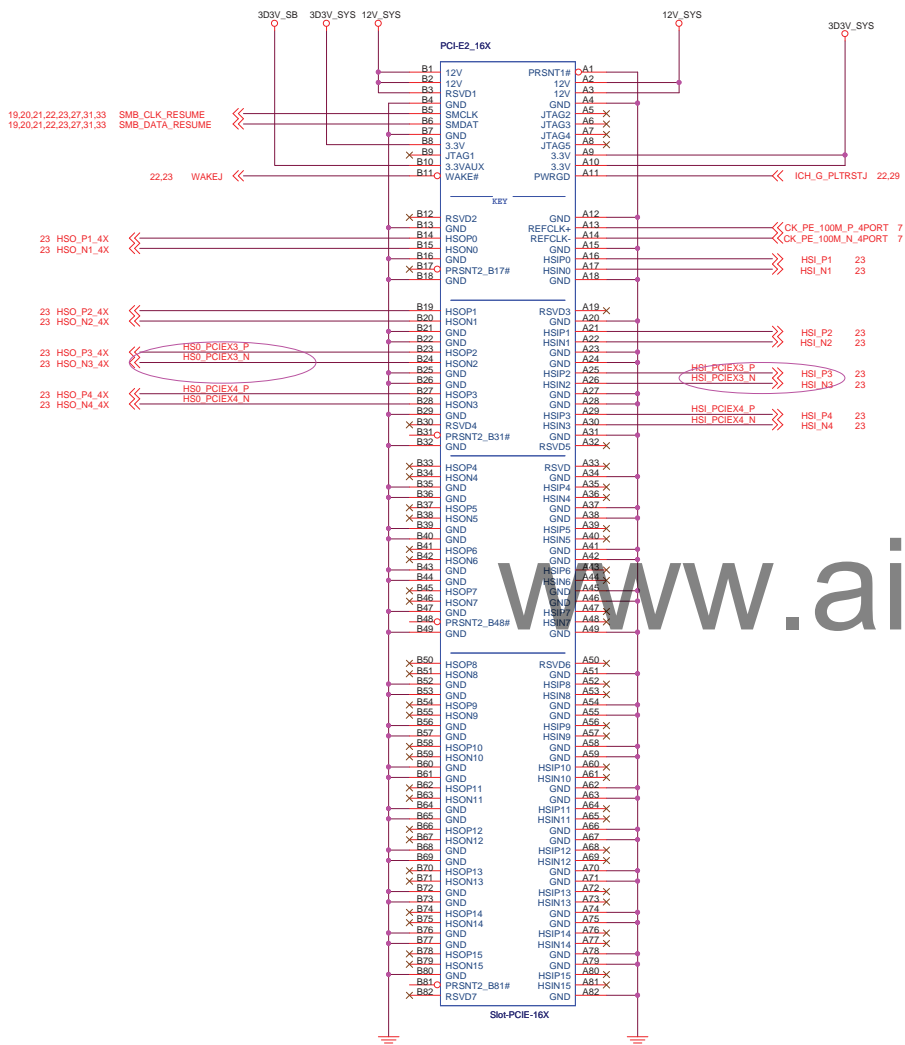 3D3V_SB 3D3V_SYS 12V_SYS 12V_SYS 3D3V_SYS
PCI-E2_16X
B1 12V PRSNT1# A1
B2 12V 12V A2
B3 RSVD1 12V A3
B4 GND GND A4
19,20,21,22,23,27,31,33 SMB_CLK_RESUME B5 SMCLK JTAG2 A5
19,20,21,22,23,27,31,33 SMB_DATA_RESUME B6 SMDAT JTAG3 A6
B7 GND JTAG4 A7
B8 3.3V JTAG5 A8
B9 JTAG1 3.3V A9
B10 3.3VAUX 3.3V A10
22,23 WAKEJ B11 WAKE# PWRGD A11 ICH_G_PLTRSTJ 22,29
KEY
B12 RSVD2 GND A12
B13 GND REFCLK+ A13 CK_PE_100M_P_4PORT 7
23 HSO_P1_4X B14 HSOP0 REFCLK- A14 CK_PE_100M_N_4PORT 7
23 HSO_N1_4X B15 HSON0 GND A15
B16 GND HSIP0 A16 HSI_P1 23
B17 PRSNT2_B17# HSIN0 A17 HSI_N1 23
B18 GND GND A18
23 HSO_P2_4X B19 HSOP1 RSVD3 A19
23 HSO_N2_4X B20 HSON1 GND A20
B21 GND HSIP1 A21 HSI_P2 23
B22 GND HSIN1 A22 HSI_N2 23
23 HSO_P3_4X HS0_PCIEX3_P B23 HSOP2 GND A23
23 HSO_N3_4X HS0_PCIEX3_N B24 HSON2 GND A24
B25 GND HSIP2 A25 HSI_PCIEX3_P HSI_P3 23
B26 GND HSIN2 A26 HSI_PCIEX3_N HSI_N3 23
23 HSO_P4_4X HS0_PCIEX4_P B27 HSOP3 GND A27
23 HSO_N4_4X HS0_PCIEX4_N B28 HSON3 GND A28
B29 GND HSIP3 A29 HSI_PCIEX4_P HSI_P4 23
B30 RSVD4 HSIN3 A30 HSI_PCIEX4_N HSI_N4 23
B31 PRSNT2_B31# GND A31
B32 GND RSVD5 A32
B33 HSOP4 RSVD A33
B34 HSON4 GND A34
B35 GND HSIP4 A35
B36 GND HSIN4 A36
B37 HSOP5 GND A37
B38 HSON5 GND A38
B39 GND HSIP5 A39
B40 GND HSIN5 A40
B41 HSOP6 GND A41
B42 HSON6 GND A42
B43 GND HSIP6 A43
B44 GND HSIN6 A44
B45 HSOP7 GND A45
B46 HSON7 GND A46
B47 GND HSIP7 A47
B48 PRSNT2_B48# HSIN7 A48
B49 GND GND A49
www.ai
B50 HSOP8 RSVD6 A50
B51 HSON8 GND A51
B52 GND HSIP8 A52
B53 GND HSIN8 A53
B54 HSOP9 GND A54
B55 HSON9 GND A55
B56 GND HSIP9 A56
B57 GND HSIN9 A57
B58 HSOP10 GND A58
B59 HSON10 GND A59
B60 GND HSIP10 A60
B61 GND HSIN10 A61
B62 HSOP11 GND A62
B63 HSON11 GND A63
B64 GND HSIP11 A64
B65 GND HSIN11 A65
B66 HSOP12 GND A66
B67 HSON12 GND A67
B68 GND HSIP12 A68
B69 GND HSIN12 A69
B70 HSOP13 GND A70
B71 HSON13 GND A71
B72 GND HSIP13 A72
B73 GND HSIN13 A73
B74 HSOP14 GND A74
B75 HSON14 GND A75
B76 GND HSIP14 A76
B77 GND HSIN14 A77
B78 HSOP15 GND A78
B79 HSON15 GND A79
B80 GND HSIP15 A80
B81 PRSNT2_B81# HSIN15 A81
B82 RSVD7 GND A82
Slot-PCIE-16X